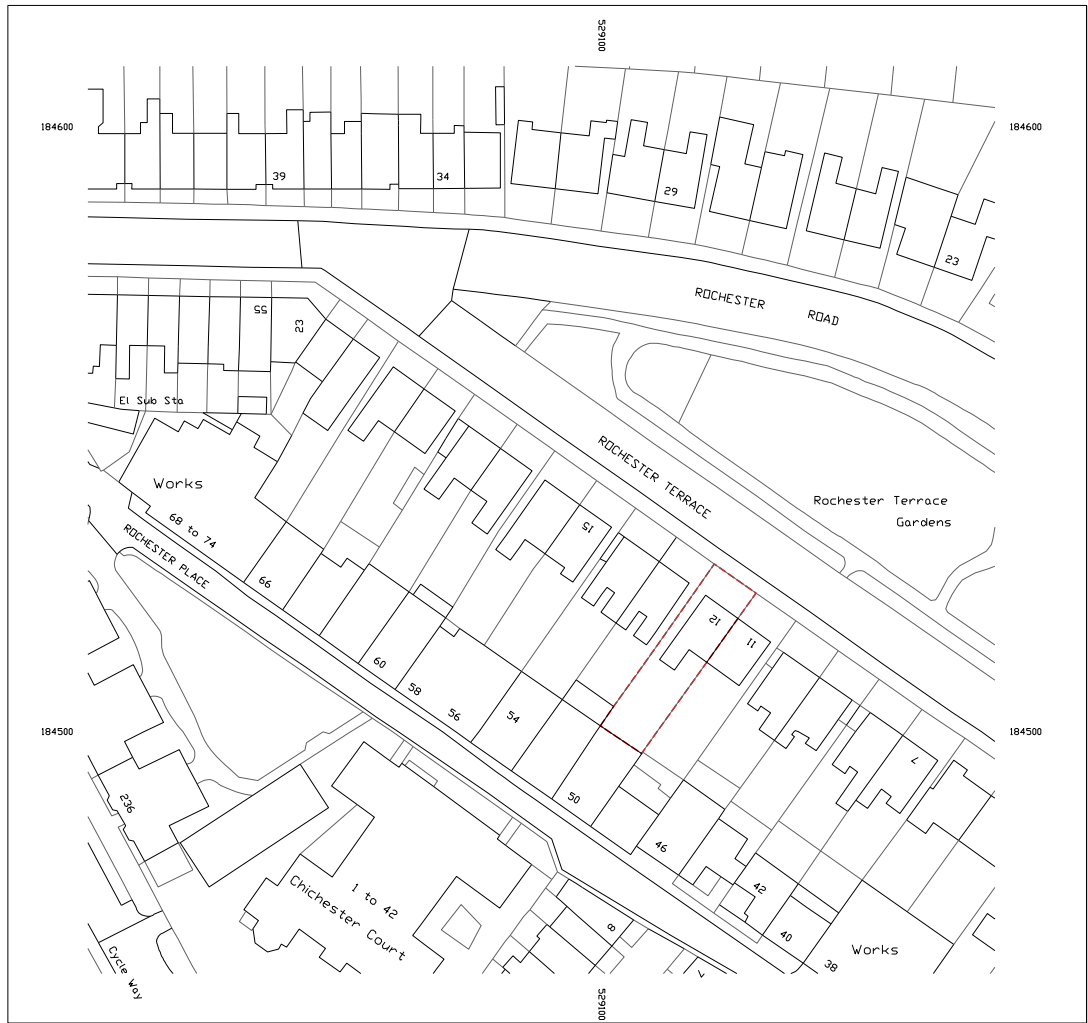 529100
184600
184600
39
34
29
23
ROCHESTER ROAD
55
23
El Sub Sta
Works
68 to 74
ROCHESTER PLACE
ROCHESTER TERRACE
Rochester Terrace
Gardens
15
66
12
11
60
58
56
54
184500
184500
7
50
46
236
42
40
38
Works
1 to 42
Chichester Court
8
7
Cycle Way
529100